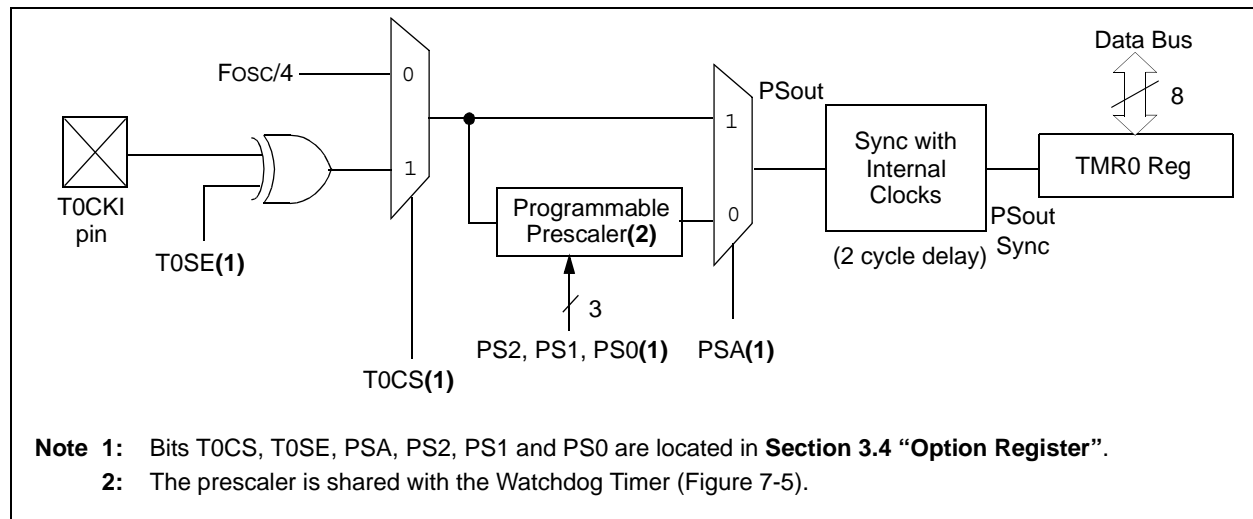 Data Bus
FOSC/4
0
PSout
8
1
Sync with
Internal
Clocks
TMR0 Reg
1
T0CKI
pin
Programmable
Prescaler(2)
0
PSout
Sync
T0SE(1)
(2 cycle delay)
3
PS2, PS1, PS0(1)
PSA(1)
T0CS(1)
Note 1: Bits T0CS, T0SE, PSA, PS2, PS1 and PS0 are located in Section 3.4 “Option Register”.
2: The prescaler is shared with the Watchdog Timer (Figure 7-5).